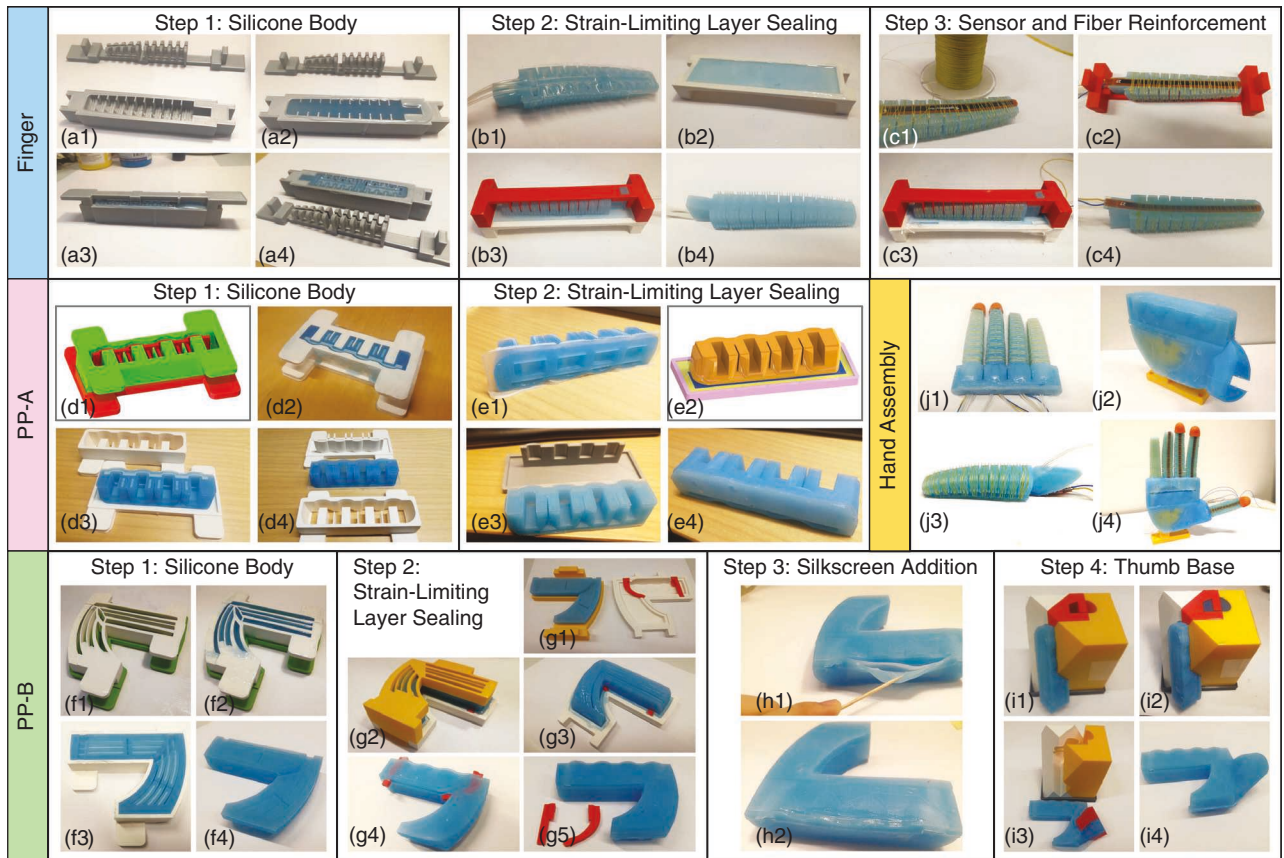 Finger
Step 1: Silicone Body
(a1)
(a2)
(a3)
(a4)
Step 2: Strain-Limiting Layer Sealing
(b1)
(b2)
(b3)
(b4)
Step 3: Sensor and Fiber Reinforcement
(c1)
(c2)
(c3)
(c4)
PP-A
Step 1: Silicone Body
(d1)
(d2)
(d3)
(d4)
Step 2: Strain-Limiting Layer Sealing
(e1)
(e2)
(e3)
(e4)
Hand Assembly
(j1)
(j2)
(j3)
(j4)
PP-B
Step 1: Silicone Body
(f1)
(f2)
(f3)
(f4)
Step 2:
Strain-Limiting
Layer Sealing
(g1)
(g2)
(g3)
(g4)
(g5)
Step 3: Silkscreen Addition
(h1)
(h2)
Step 4: Thumb Base
(i1)
(i2)
(i3)
(i4)